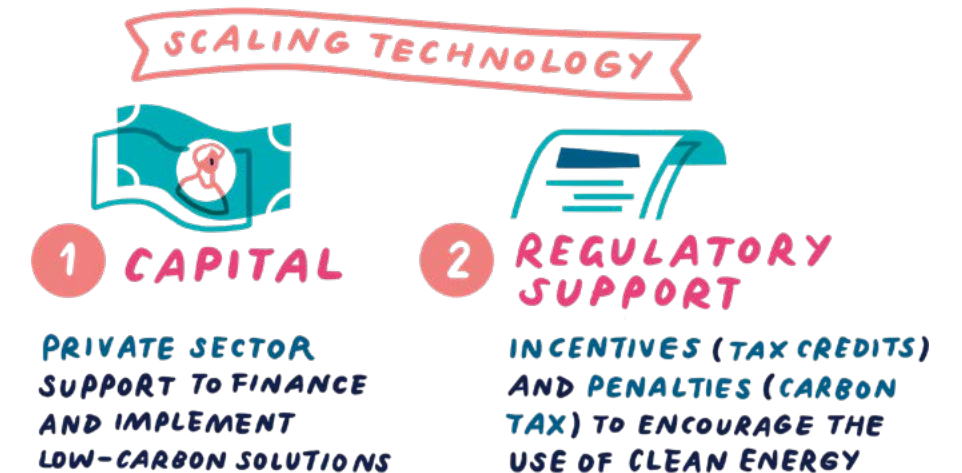 SCALING TECHNOLOGY
1 CAPITAL
PRIVATE SECTOR
SUPPORT TO FINANCE
AND IMPLEMENT
LOW-CARBON SOLUTIONS
2 REGULATORY
SUPPORT
INCENTIVES (TAX CREDITS)
AND PENALTIES (CARBON
TAX) TO ENCOURAGE THE
USE OF CLEAN ENERGY